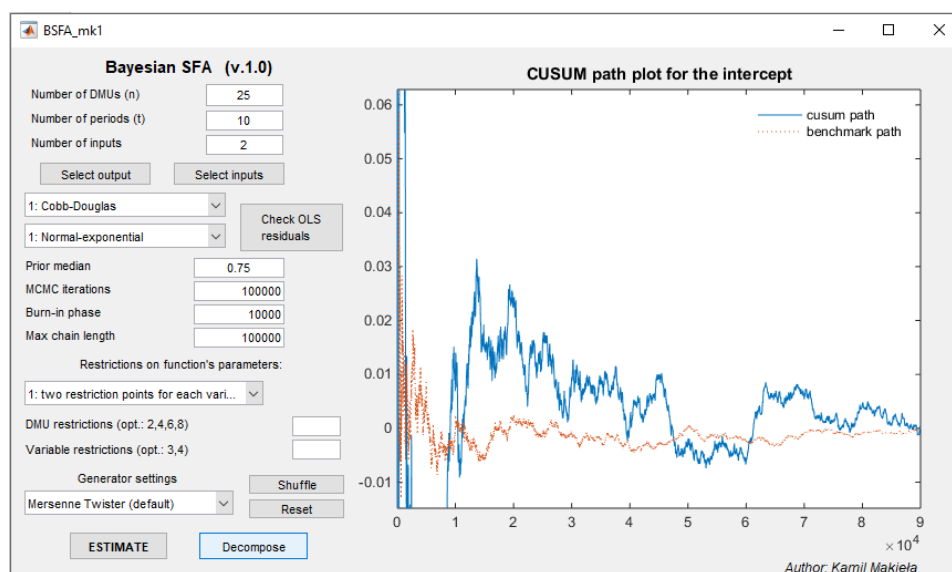 BSFA_mk1
Bayesian SFA (v.1.0)
Number of DMUs (n) 25
Number of periods (t) 10
Number of inputs 2
Select output Select inputs
1: Cobb-Douglas
1: Normal-exponential
Check OLS
residuals
Prior median 0.75
MCMC iterations 100000
Burn-in phase 10000
Max chain length 100000
Restrictions on function's parameters:
1: two restriction points for each vari...
DMU restrictions (opt.: 2,4,6,8)
Variable restrictions (opt.: 3,4)
Generator settings
Shuffle
Mersenne Twister (default)
Reset
ESTIMATE Decompose
CUSUM path plot for the intercept
cusum path
benchmark path
0.06
0.05
0.04
0.03
0.02
0.01
0
-0.01
0 1 2 3 4 5 6 7 8 9
×10⁴
Author: Kamil Makieła